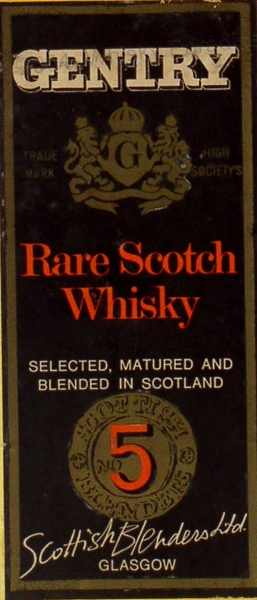 GENTRY
TRADE MARK
G
HIGH SOCIETY'S
Rare Scotch
Whisky
SELECTED, MATURED AND
BLENDED IN SCOTLAND
SCOTTISH
No 5
BLENDERS
Scottish Blenders Ltd.
GLASGOW